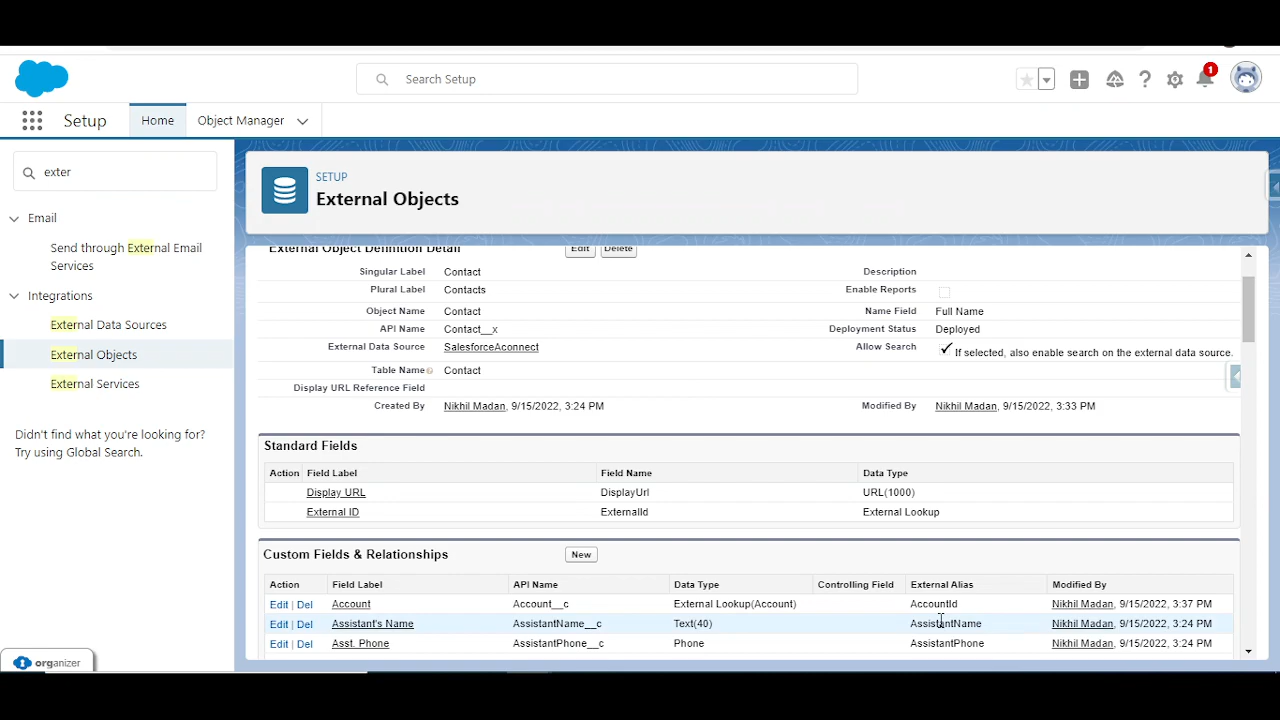 Search Setup
1
Setup
Home
Object Manager
exter
Email
Send through External Email
Services
Integrations
External Data Sources
External Objects
External Services
Didn't find what you're looking for?
Try using Global Search.
organizer
SETUP
External Objects
External Object Definition Detail Edit Delete
Singular Label Contact Description
Plural Label Contacts Enable Reports
Object Name Contact Name Field Full Name
API Name Contact__x Deployment Status Deployed
External Data Source SalesforceAconnect Allow Search If selected, also enable search on the external data source.
Table Name Contact
Display URL Reference Field
Created By Nikhil Madan, 9/15/2022, 3:24 PM Modified By Nikhil Madan, 9/15/2022, 3:33 PM
Standard Fields
Action Field Label Field Name Data Type
Display URL DisplayUrl URL(1000)
External ID ExternalId External Lookup
Custom Fields & Relationships New
Action Field Label API Name Data Type Controlling Field External Alias Modified By
Edit | Del Account Account__c External Lookup(Account) AccountId Nikhil Madan, 9/15/2022, 3:37 PM
Edit | Del Assistant's Name AssistantName__c Text(40) AssistantName Nikhil Madan, 9/15/2022, 3:24 PM
Edit | Del Asst. Phone AssistantPhone__c Phone AssistantPhone Nikhil Madan, 9/15/2022, 3:24 PM